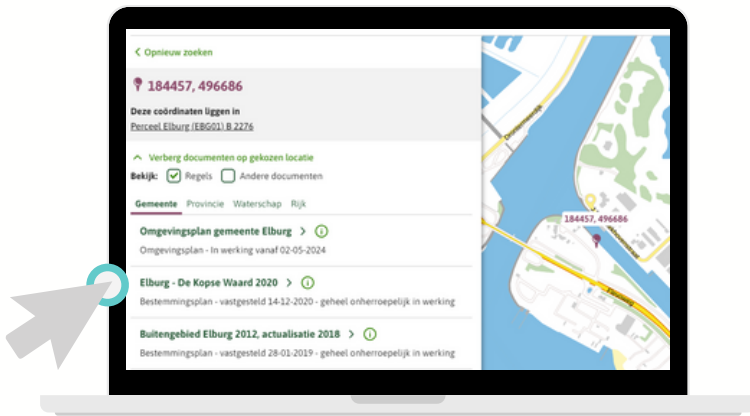 Opnieuw zoeken
184457, 496686
Deze coördinaten liggen in
Perceel Elburg (EBG01) B 2276
Verberg documenten op gekozen locatie
Bekijk: Regels Andere documenten
Gemeente Provincie Waterschap Rijk
Omgevingsplan gemeente Elburg
Omgevingsplan - In werking vanaf 02-05-2024
Elburg - De Kopse Waard 2020
Bestemmingsplan - vastgesteld 14-12-2020 - geheel onherroepelijk in werking
Buitengebied Elburg 2012, actualisatie 2018
Bestemmingsplan - vastgesteld 28-01-2019 - geheel onherroepelijk in werking
Drontermeerdijk
184457, 496686